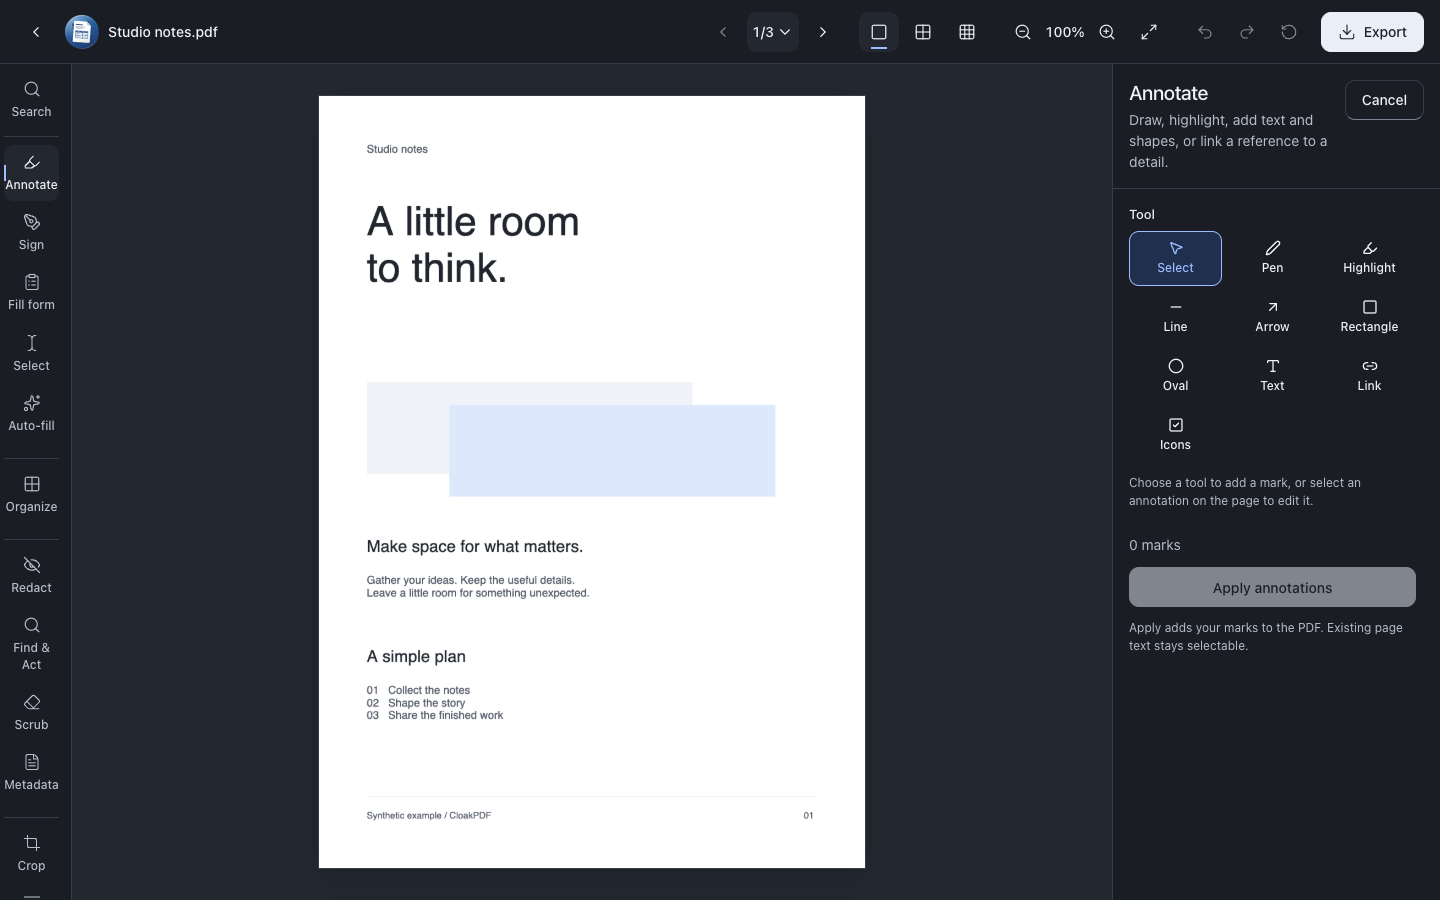 Studio notes.pdf
1/3
100%
Export
Search
Annotate
Sign
Fill form
Select
Auto-fill
Organize
Redact
Find &
Act
Scrub
Metadata
Crop
Studio notes
A little room
to think.
Make space for what matters.
Gather your ideas. Keep the useful details.
Leave a little room for something unexpected.
A simple plan
01 Collect the notes
02 Shape the story
03 Share the finished work
Synthetic example / CloakPDF 01
Annotate
Cancel
Draw, highlight, add text and
shapes, or link a reference to a
detail.
Tool
Select Pen Highlight
Line Arrow Rectangle
Oval Text Link
Icons
Choose a tool to add a mark, or select an
annotation on the page to edit it.
0 marks
Apply annotations
Apply adds your marks to the PDF. Existing page
text stays selectable.